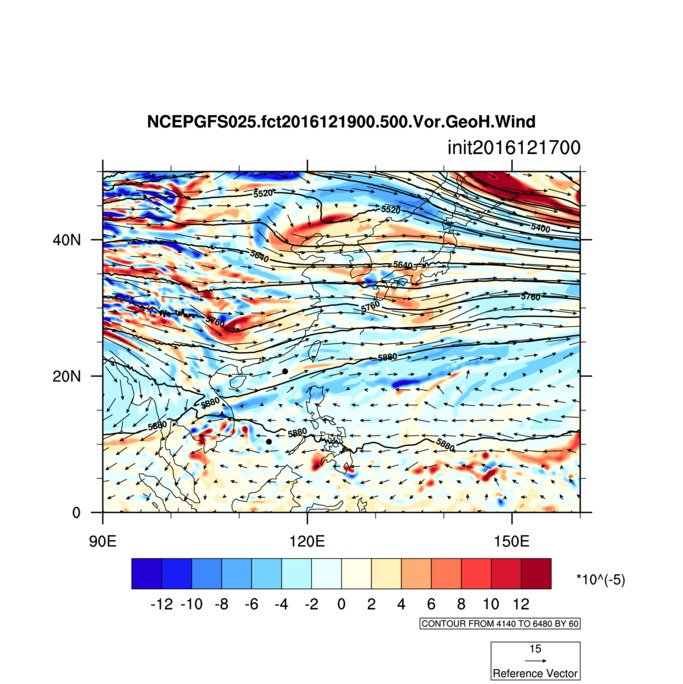 NCEPGFS025.fct2016121900.500.Vor.GeoH.Wind
init2016121700
5520
5520
5400
40N
5640
5640
5760
5760
5760
5880
20N
5880
5880
5880
5880
0
90E 120E 150E
-12 -10 -8 -6 -4 -2 0 2 4 6 8 10 12
*10^(-5)
CONTOUR FROM 4140 TO 6480 BY 60
15
Reference Vector